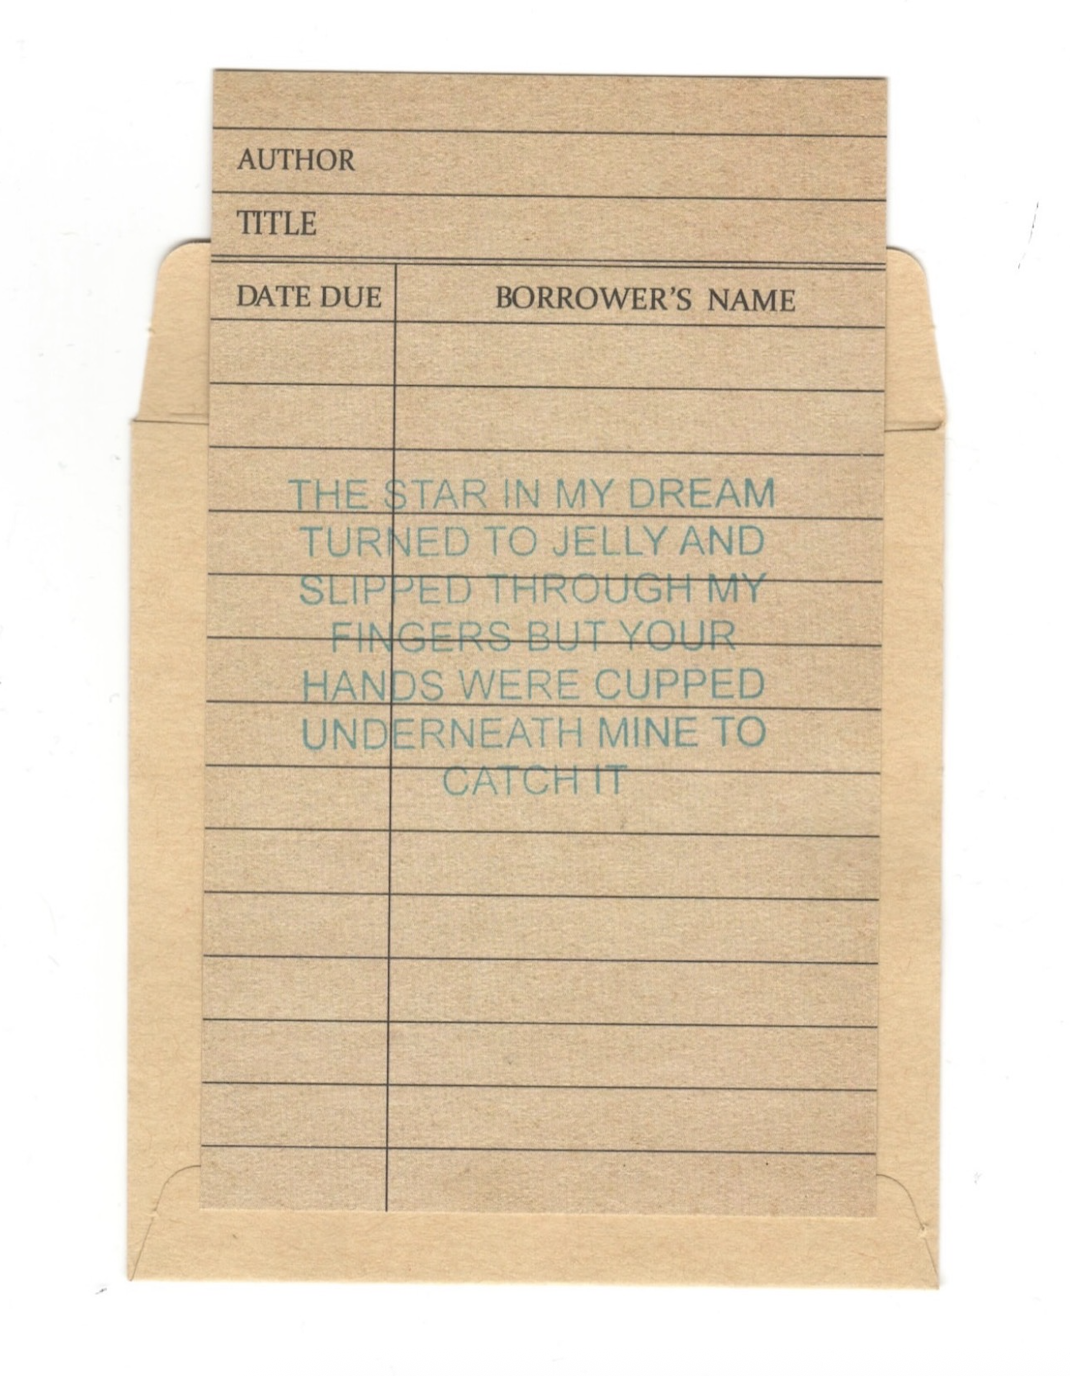 AUTHOR
TITLE
DATE DUE BORROWER'S NAME
THE STAR IN MY DREAM
TURNED TO JELLY AND
SLIPPED THROUGH MY
FINGERS BUT YOUR
HANDS WERE CUPPED
UNDERNEATH MINE TO
CATCH IT